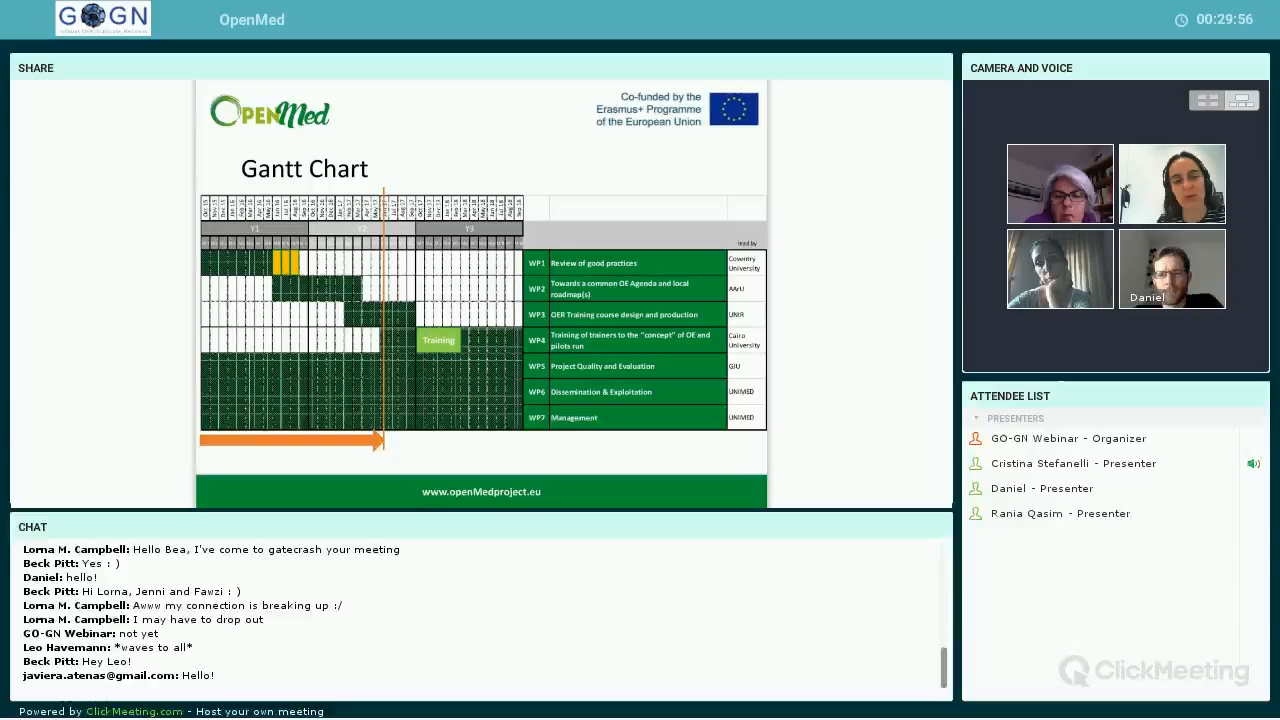 GOGN
OpenMed
00:29:56
SHARE
CAMERA AND VOICE
OPENMED
Co-funded by the
Erasmus+ Programme
of the European Union
Gantt Chart
Y1 Y2 Y3
lead by
WP1 Review of good practices Coventry University
WP2 Towards a common OE Agenda and local roadmap(s) AArU
WP3 OER Training course design and production UNIR
Training
WP4 Training of trainers to the "concept" of OE and pilots run Cairo University
WP5 Project Quality and Evaluation GJU
WP6 Dissemination & Exploitation UNIMED
WP7 Management UNIMED
www.openMedproject.eu
Daniel
ATTENDEE LIST
PRESENTERS
GO-GN Webinar - Organizer
Cristina Stefanelli - Presenter
Daniel - Presenter
Rania Qasim - Presenter
CHAT
Lorna M. Campbell: Hello Bea, I've come to gatecrash your meeting
Beck Pitt: Yes : )
Daniel: hello!
Beck Pitt: Hi Lorna, Jenni and Fawzi : )
Lorna M. Campbell: Awww my connection is breaking up :/
Lorna M. Campbell: I may have to drop out
GO-GN Webinar: not yet
Leo Havemann: *waves to all*
Beck Pitt: Hey Leo!
javiera.atenas@gmail.com: Hello!
ClickMeeting
Powered by ClickMeeting.com - Host your own meeting